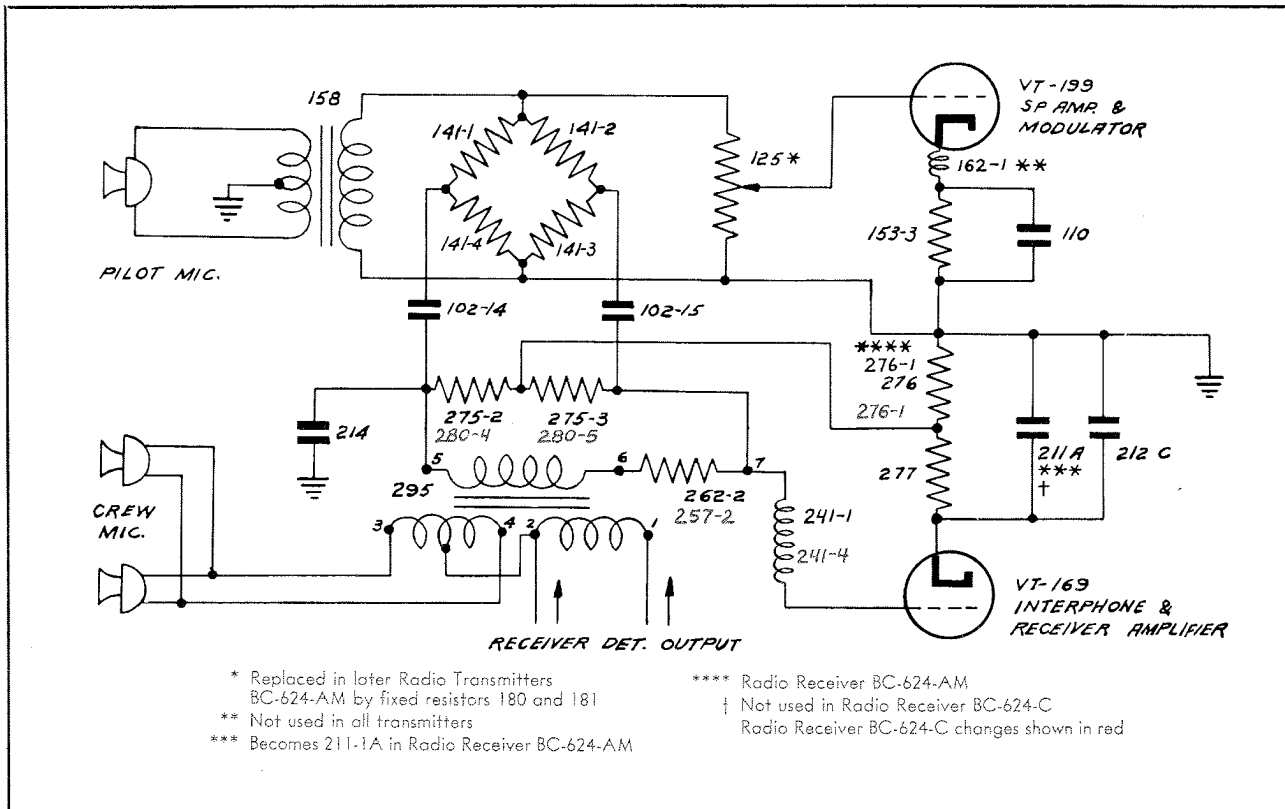 158
141-1
141-2
125*
VT-199
SP AMP. &
MODULATOR
162-1 **
153-3
110
141-4
141-3
PILOT MIC.
102-14
102-15
****
276-1
276
276-1
275-2
275-3
280-4
280-5
214
211A
***
†
212 C
277
5
6
7
295
262-2
257-2
CREW
MIC.
3
4
2
1
241-1
241-4
VT-169
INTERPHONE &
RECEIVER AMPLIFIER
RECEIVER DET. OUTPUT
* Replaced in later Radio Transmitters
BC-624-AM by fixed resistors 180 and 181
** Not used in all transmitters
*** Becomes 211-1A in Radio Receiver BC-624-AM
**** Radio Receiver BC-624-AM
† Not used in Radio Receiver BC-624-C
Radio Receiver BC-624-C changes shown in red